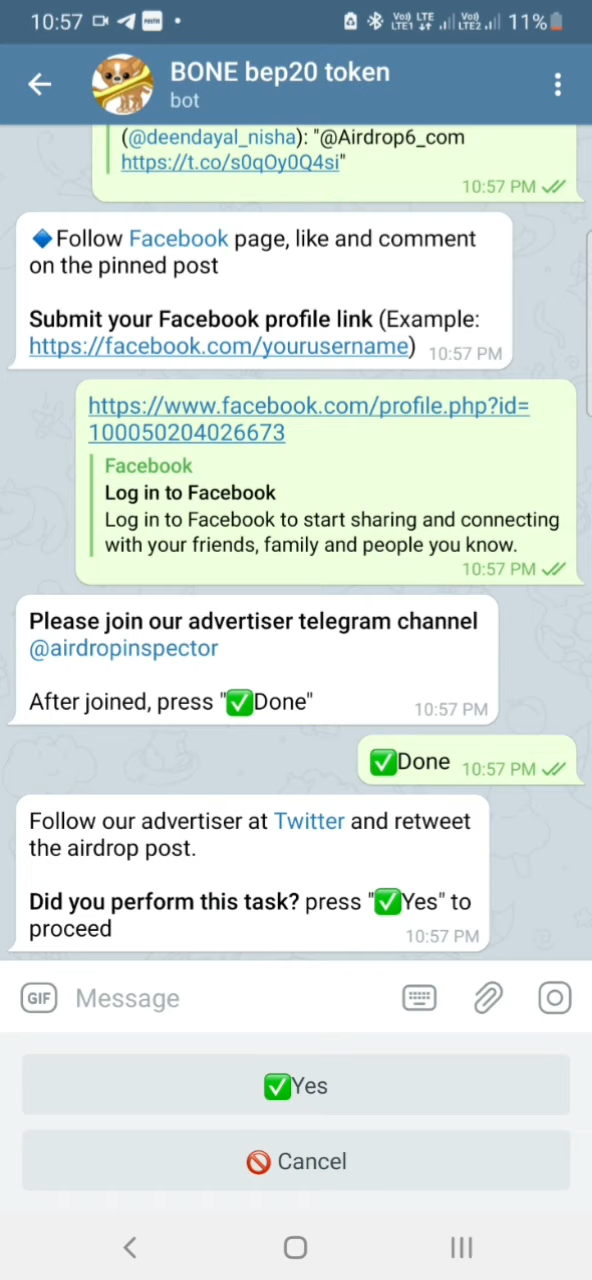 10:57
Vo)) LTE Vo)) 11%
LTE1 LTE2
BONE bep20 token
bot
(@deendayal_nisha): "@Airdrop6_com
https://t.co/s0qOy0Q4si"
10:57 PM
Follow Facebook page, like and comment
on the pinned post
Submit your Facebook profile link (Example:
https://facebook.com/yourusername) 10:57 PM
https://www.facebook.com/profile.php?id=
100050204026673
Facebook
Log in to Facebook
Log in to Facebook to start sharing and connecting
with your friends, family and people you know.
10:57 PM
Please join our advertiser telegram channel
@airdropinspector
After joined, press "✅Done"
10:57 PM
✅Done 10:57 PM
Follow our advertiser at Twitter and retweet
the airdrop post.
Did you perform this task? press "✅Yes" to
proceed
10:57 PM
GIF Message
✅Yes
🚫 Cancel